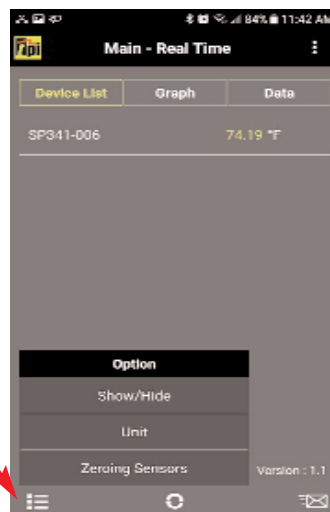 84% 11:42 AM
tpi Main - Real Time
Device List Graph Data
SP341-006 74.19 °F
Option
Show/Hide
Unit
Zeroing Sensors
Version : 1.1